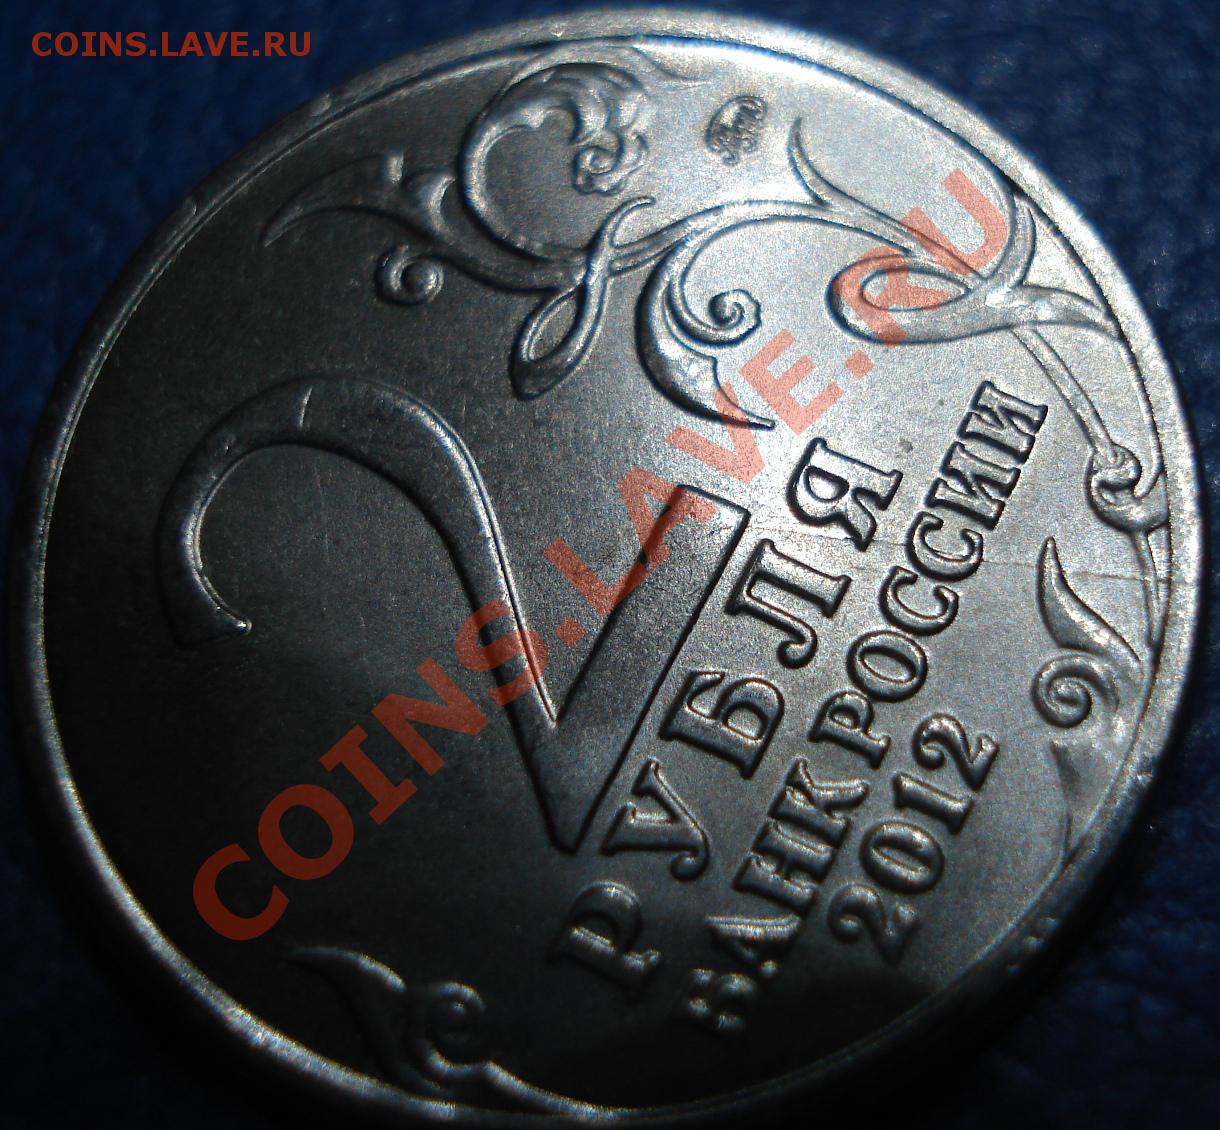 COINS.LAVE.RU
2
РУБЛЯ
БАНК РОССИИ
2012
COINS.LAVE.RU